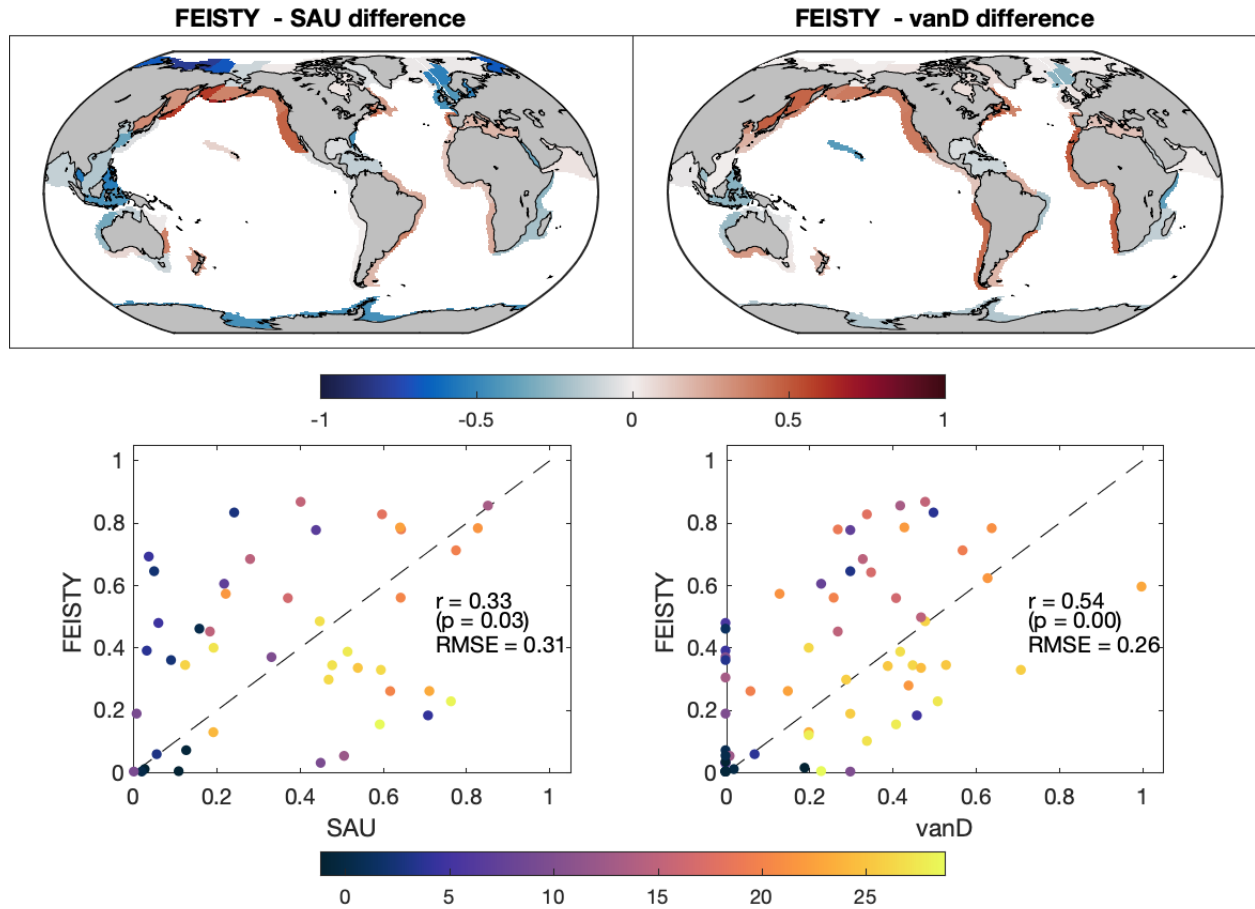 FEISTY - SAU difference
FEISTY - vanD difference
-1 -0.5 0 0.5 1
1
0.8
0.6
0.4
0.2
0
FEISTY
r = 0.33
(p = 0.03)
RMSE = 0.31
0 0.2 0.4 0.6 0.8 1
SAU
1
0.8
0.6
0.4
0.2
0
FEISTY
r = 0.54
(p = 0.00)
RMSE = 0.26
0 0.2 0.4 0.6 0.8 1
vanD
0 5 10 15 20 25